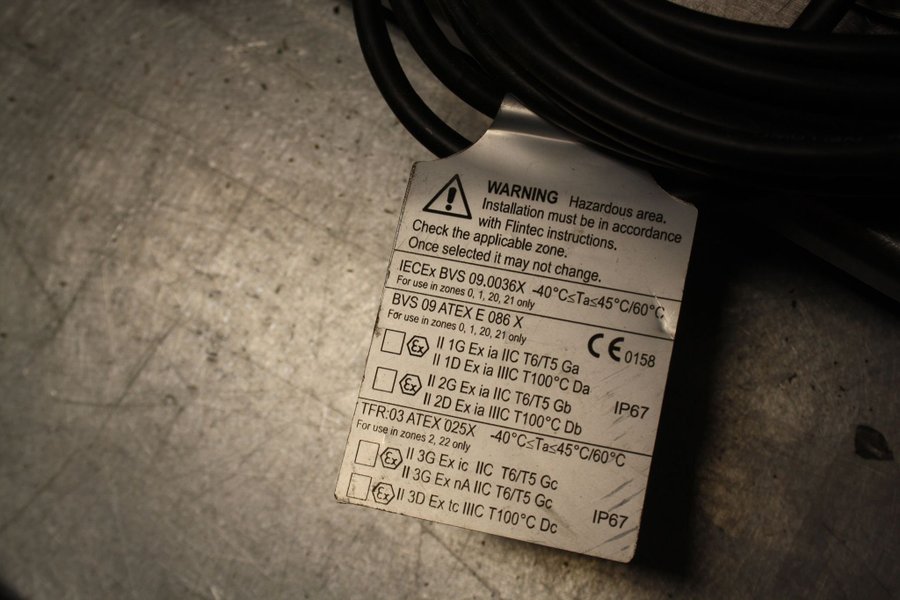 WARNING Hazardous area.
Installation must be in accordance
with Flintec instructions.
Check the applicable zone.
Once selected it may not change.
IECEx BVS 09.0036X -40°C≤Ta≤45°C/60°C
For use in zones 0, 1, 20, 21 only
BVS 09 ATEX E 086 X
For use in zones 0, 1, 20, 21 only
CE 0158
Ex II 1G Ex ia IIC T6/T5 Ga
II 1D Ex ia IIIC T100°C Da
Ex II 2G Ex ia IIC T6/T5 Gb
II 2D Ex ia IIIC T100°C Db
IP67
TFR:03 ATEX 025X -40°C≤Ta≤45°C/60°C
For use in zones 2, 22 only
Ex II 3G Ex ic IIC T6/T5 Gc
II 3G Ex nA IIC T6/T5 Gc
Ex II 3D Ex tc IIIC T100°C Dc
IP67